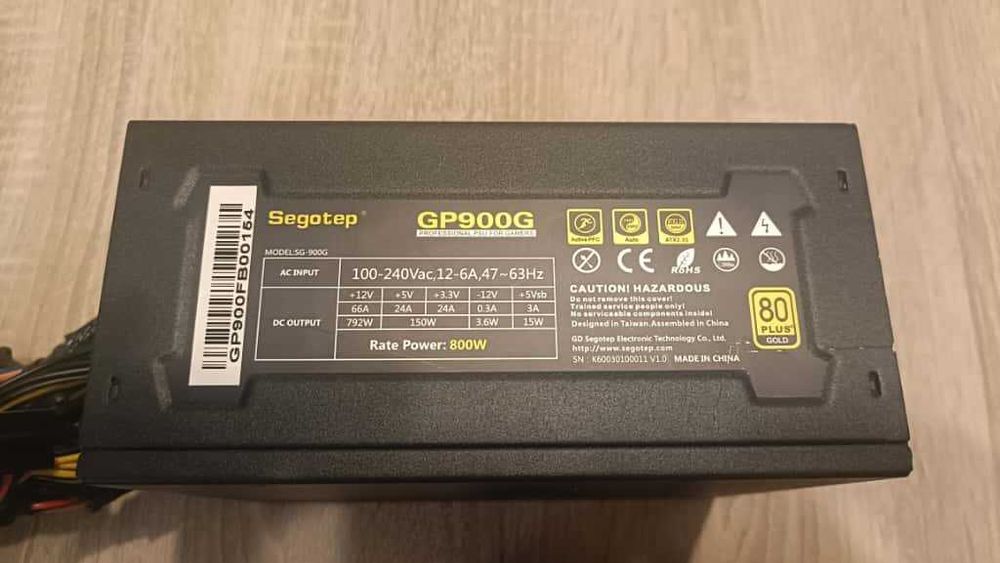 GP900FB00154
Segotep®
GP900G
PROFESSIONAL PSU FOR GAMERS
MODEL:SG-900G
AC INPUT
100-240Vac,12-6A,47~63Hz
DC OUTPUT
+12V +5V +3.3V -12V +5Vsb
66A 24A 24A 0.3A 3A
792W 150W 3.6W 15W
Rate Power: 800W
Active PFC
Auto
ATX2.31
CE
RoHS
CAUTION! HAZARDOUS
Do not remove this cover!
Trained service people only!
No serviceable components inside!
Designed in Taiwan.Assembled in China
GD Segotep Electronic Technology Co., Ltd.
http://www.segotep.com
SN : K60030100011 V1.0 MADE IN CHINA
80
PLUS
GOLD